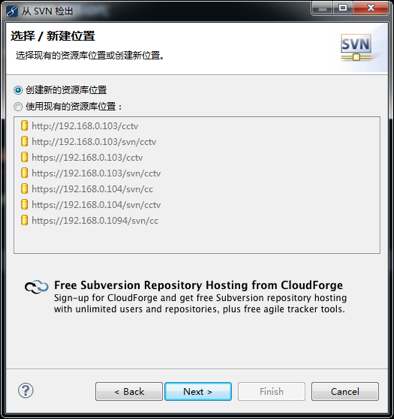 从 SVN 检出
选择 / 新建位置
选择现有的资源库位置或创建新位置。
SVN
创建新的资源库位置
使用现有的资源库位置：
http://192.168.0.103/cctv
http://192.168.0.103/svn/cctv
https://192.168.0.103/cctv
https://192.168.0.103/svn/cctv
https://192.168.0.104/svn/cc
https://192.168.0.104/svn/cctv
https://192.168.0.1094/svn/cc
Free Subversion Repository Hosting from CloudForge
Sign-up for CloudForge and get free Subversion repository hosting
with unlimited users and repositories, plus free agile tracker tools.
?
< Back
Next >
Finish
Cancel